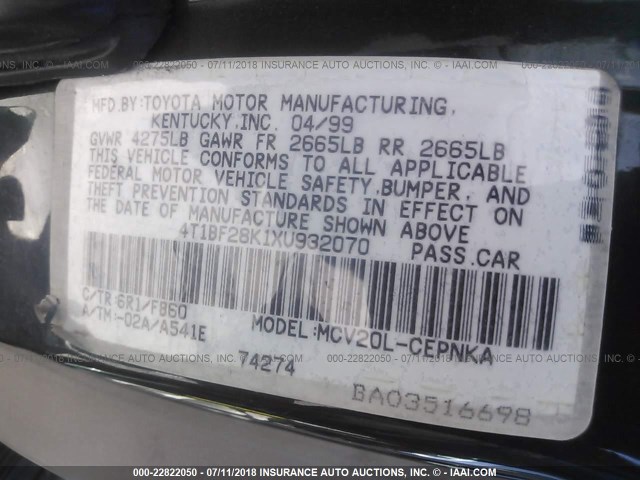 000-22822050 - 07/11/2018 INSURANCE AUTO AUCTIONS, INC. - © IAAI.COM
MFD.BY:TOYOTA MOTOR MANUFACTURING,
KENTUCKY,INC. 04/99
GVWR 4275LB GAWR FR 2665LB RR 2665LB
THIS VEHICLE CONFORMS TO ALL APPLICABLE
FEDERAL MOTOR VEHICLE SAFETY,BUMPER, AND
THEFT PREVENTION STANDARDS IN EFFECT ON
THE DATE OF MANUFACTURE SHOWN ABOVE
4T1BF28K1XU932070 PASS.CAR
C/TR:6R1/FB60
A/TM:-02A/A541E
MODEL:MCV20L-CEPNKA
74274
BA03516698
000-22822050 - 07/11/2018 INSURANCE AUTO AUCTIONS, INC. - © IAAI.COM